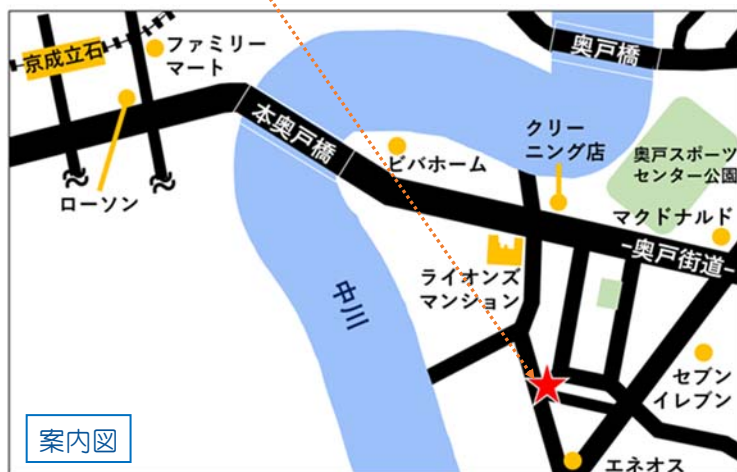 京成立石
ファミリー
マート
ローソン
本奥戸橋
奥戸橋
ビバホーム
クリー
ニング店
奥戸スポーツ
センター公園
マクドナルド
奥戸街道
ライオンズ
マンション
中川
セブン
イレブン
エネオス
案内図